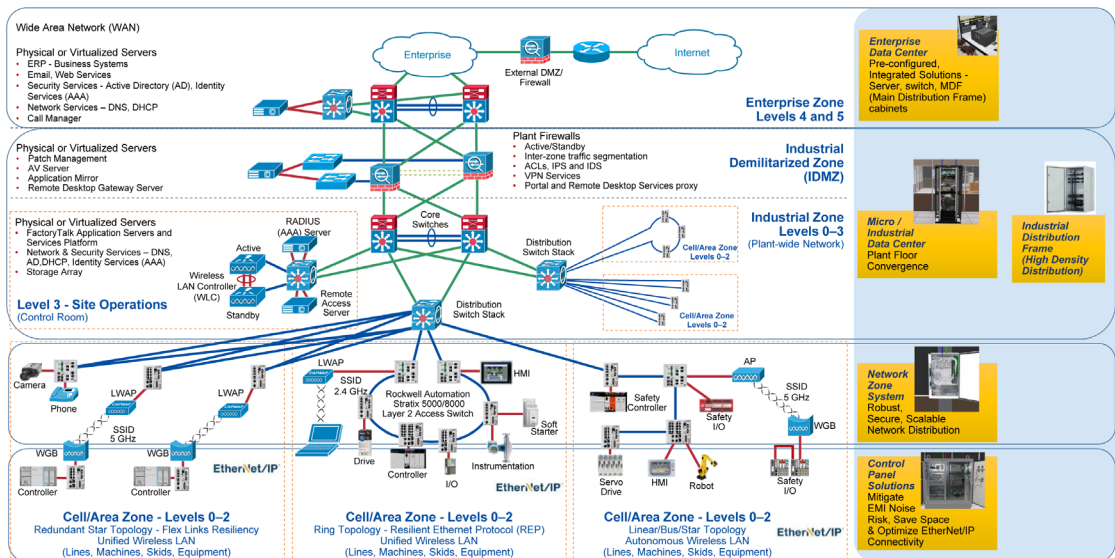 Wide Area Network (WAN)
Physical or Virtualized Servers
• ERP - Business Systems
• Email, Web Services
• Security Services - Active Directory (AD), Identity
Services (AAA)
• Network Services – DNS, DHCP
• Call Manager
Enterprise
External DMZ/
Firewall
Internet
Enterprise Zone
Levels 4 and 5
Enterprise
Data Center
Pre-configured,
Integrated Solutions -
Server, switch, MDF
(Main Distribution Frame)
cabinets
Physical or Virtualized Servers
• Patch Management
• AV Server
• Application Mirror
• Remote Desktop Gateway Server
Plant Firewalls
• Active/Standby
• Inter-zone traffic segmentation
• ACLs, IPS and IDS
• VPN Services
• Portal and Remote Desktop Services proxy
Industrial
Demilitarized Zone
(IDMZ)
Physical or Virtualized Servers
• FactoryTalk Application Servers and
Services Platform
• Network & Security Services – DNS,
AD,DHCP, Identity Services (AAA)
• Storage Array
Level 3 - Site Operations
(Control Room)
RADIUS
(AAA) Server
Active
Wireless
LAN Controller
(WLC)
Standby
Remote
Access
Server
Core
Switches
Distribution
Switch Stack
Distribution
Switch Stack
Industrial Zone
Levels 0–3
(Plant-wide Network)
Cell/Area Zone
Levels 0–2
Cell/Area Zone
Levels 0–2
Micro /
Industrial
Data Center
Plant Floor
Convergence
Industrial
Distribution
Frame
(High Density
Distribution)
Camera
Phone
LWAP
LWAP
SSID
5 GHz
WGB
WGB
Controller
Controller
EtherNet/IP
Cell/Area Zone - Levels 0–2
Redundant Star Topology - Flex Links Resiliency
Unified Wireless LAN
(Lines, Machines, Skids, Equipment)
LWAP
SSID
2.4 GHz
Rockwell Automation
Stratix 5000/8000
Layer 2 Access Switch
HMI
Soft
Starter
Drive
Controller
I/O
Instrumentation
EtherNet/IP
Cell/Area Zone - Levels 0–2
Ring Topology - Resilient Ethernet Protocol (REP)
Unified Wireless LAN
(Lines, Machines, Skids, Equipment)
AP
SSID
5 GHz
Safety
Controller
Safety
I/O
WGB
Servo
Drive
HMI
Robot
Safety
I/O
Cell/Area Zone - Levels 0–2
Linear/Bus/Star Topology
Autonomous Wireless LAN
(Lines, Machines, Skids, Equipment)
EtherNet/IP
Network
Zone
System
Robust,
Secure, Scalable
Network Distribution
Control
Panel
Solutions
Mitigate
EMI Noise
Risk, Save Space
& Optimize EtherNet/IP
Connectivity